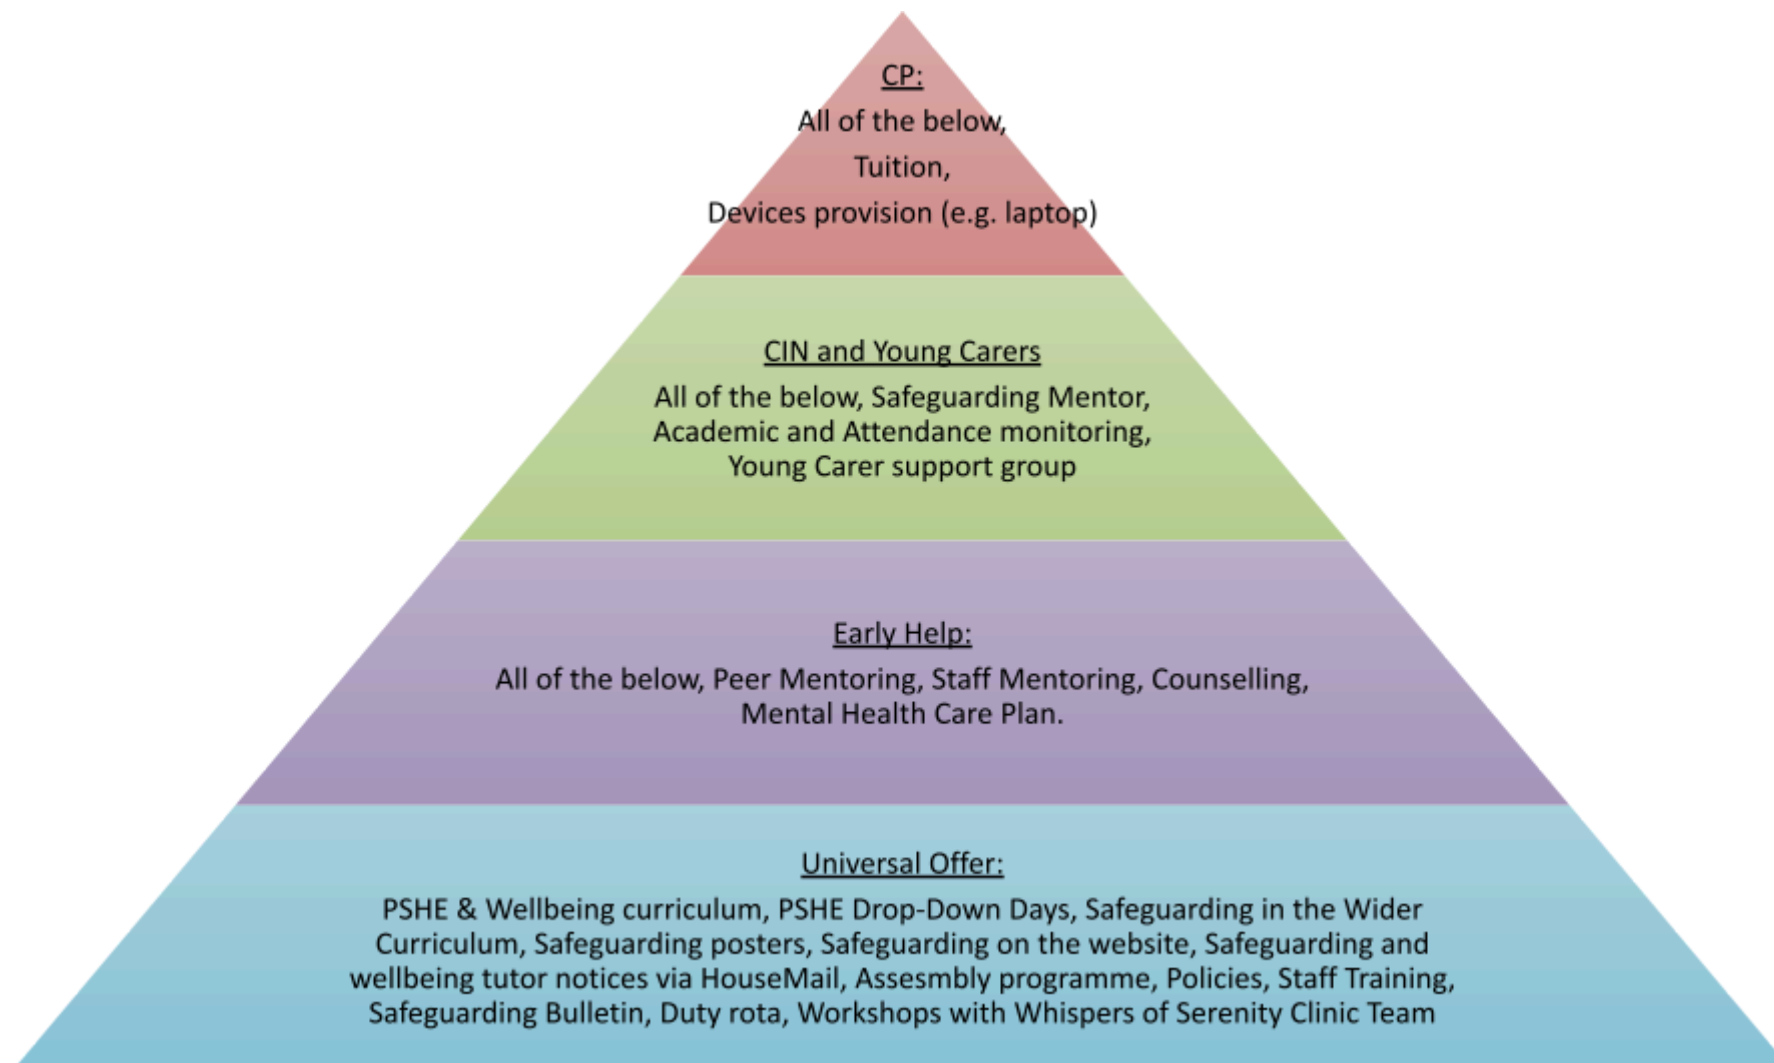 CP:
All of the below,
Tuition,
Devices provision (e.g. laptop)
CIN and Young Carers
All of the below, Safeguarding Mentor,
Academic and Attendance monitoring,
Young Carer support group
Early Help:
All of the below, Peer Mentoring, Staff Mentoring, Counselling,
Mental Health Care Plan.
Universal Offer:
PSHE & Wellbeing curriculum, PSHE Drop-Down Days, Safeguarding in the Wider
Curriculum, Safeguarding posters, Safeguarding on the website, Safeguarding and
wellbeing tutor notices via HouseMail, Assesmbly programme, Policies, Staff Training,
Safeguarding Bulletin, Duty rota, Workshops with Whispers of Serenity Clinic Team